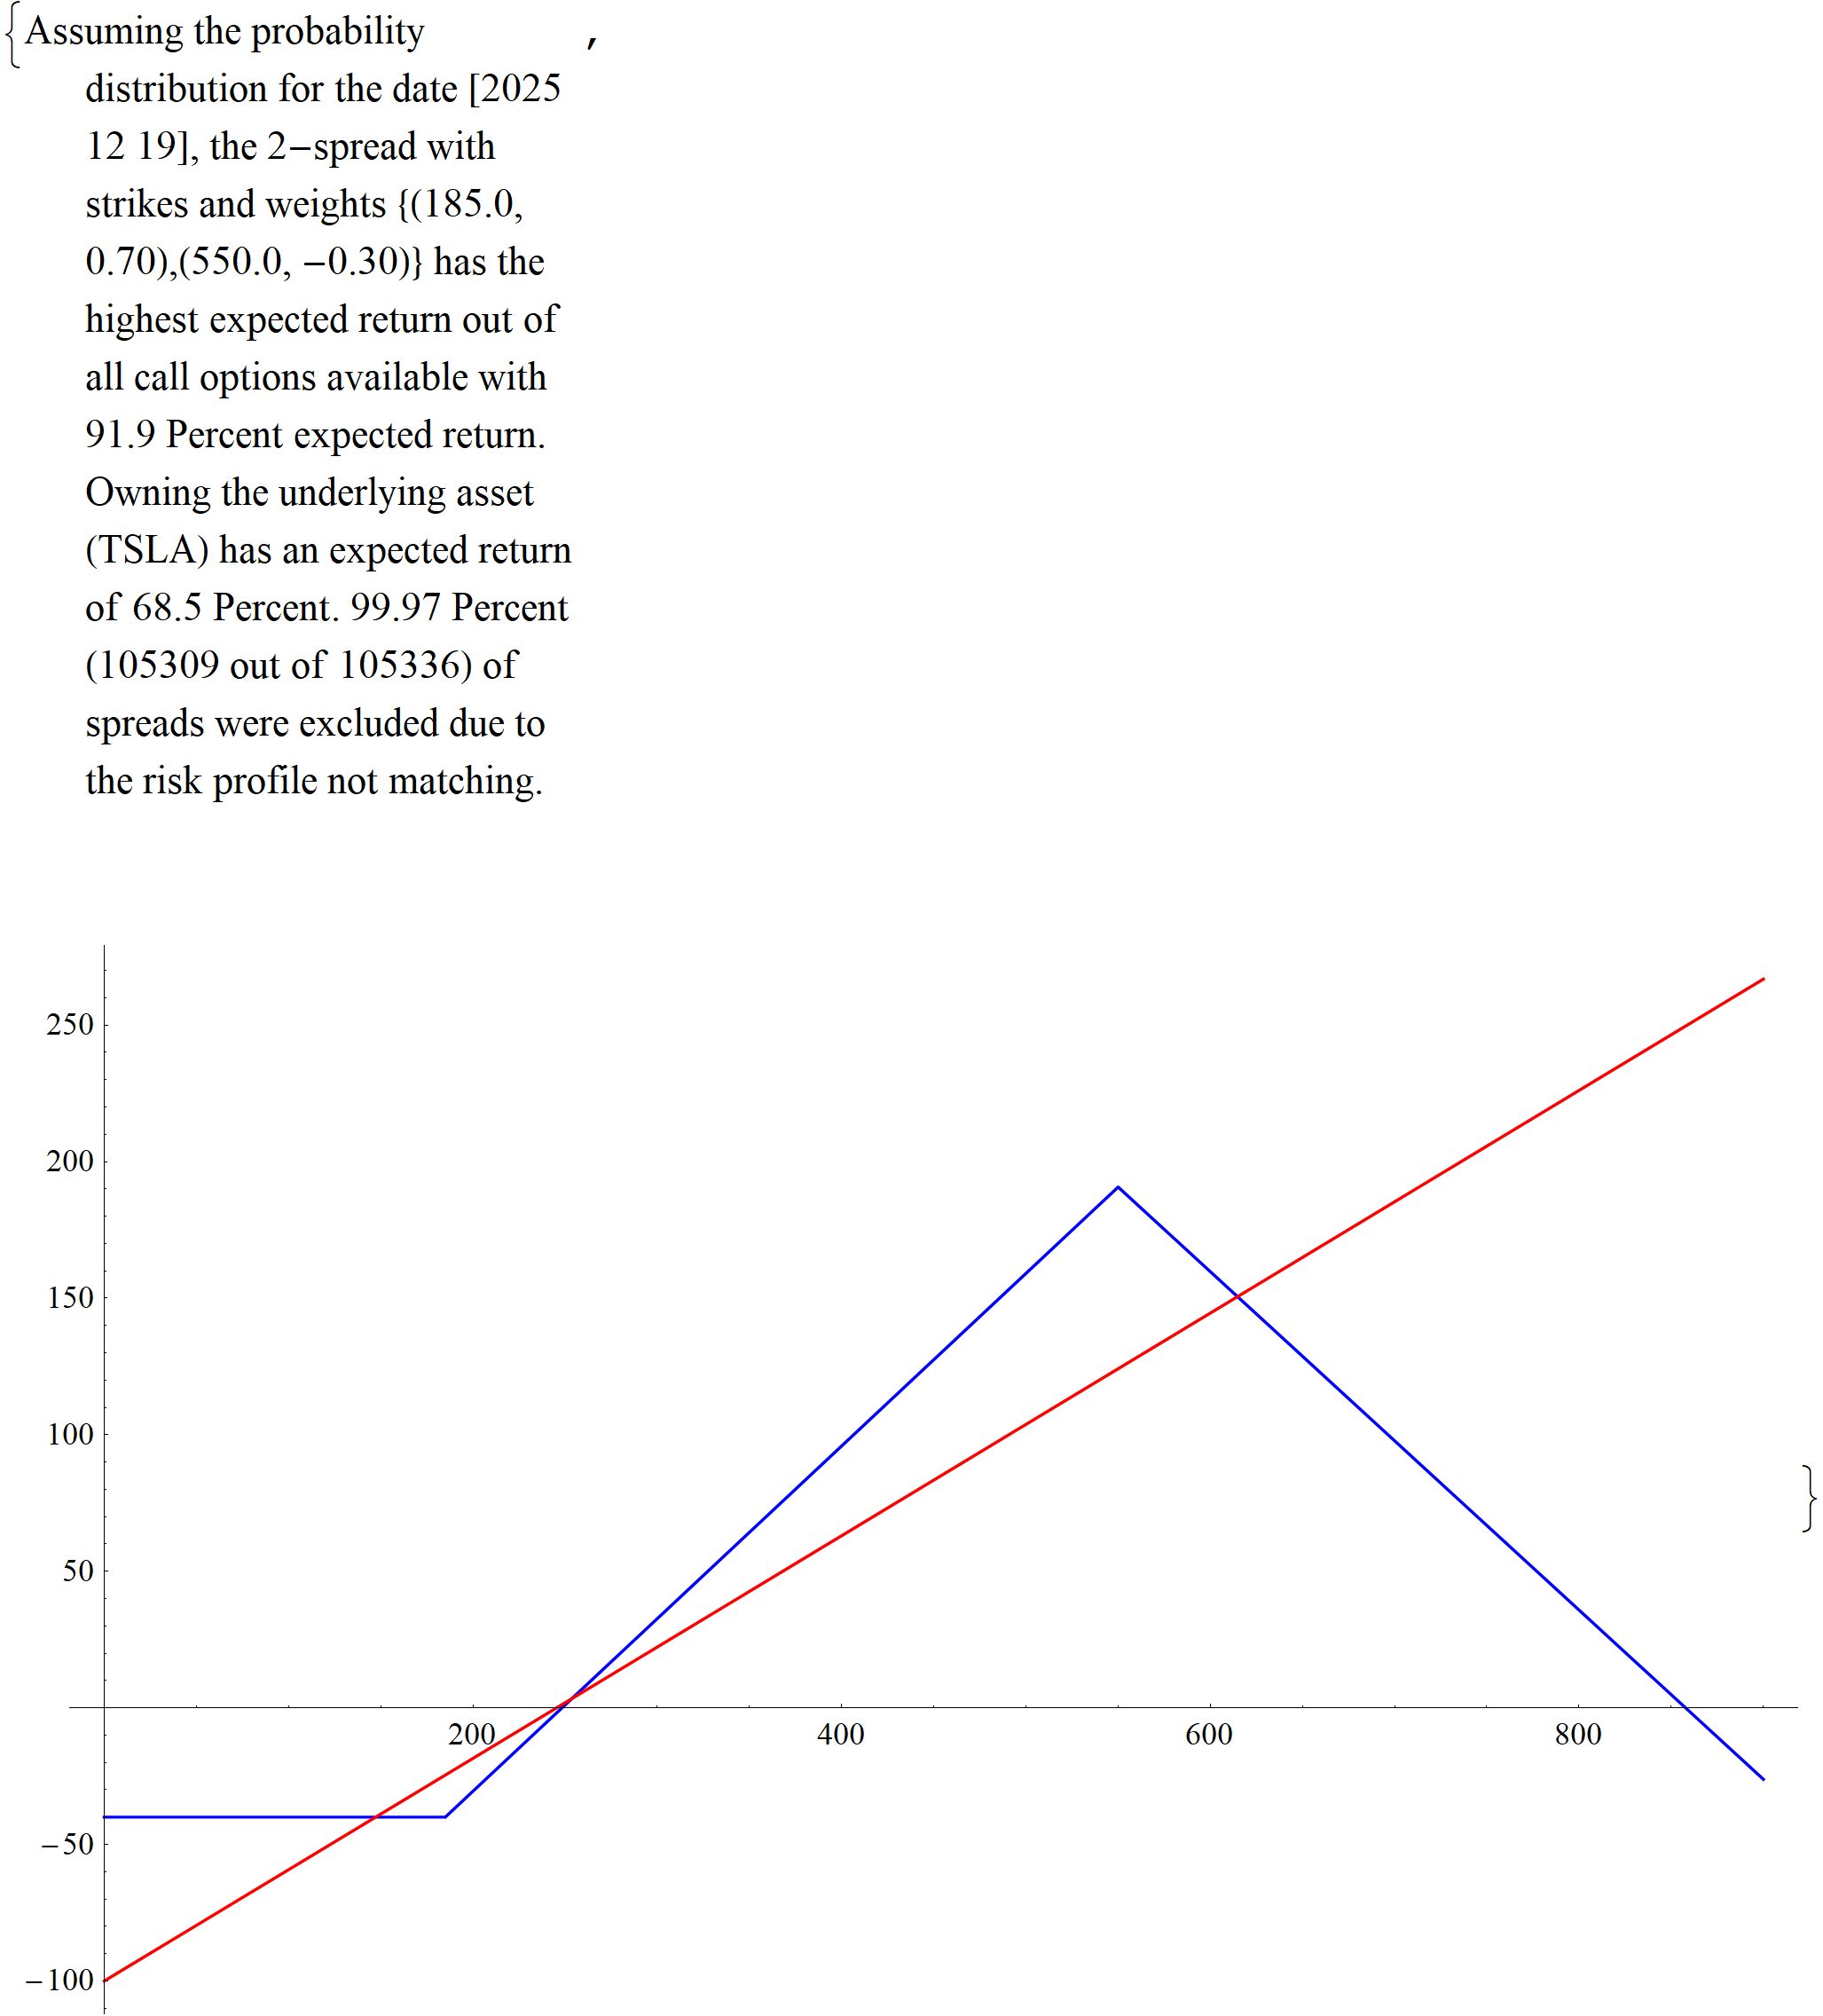 {Assuming the probability ,
distribution for the date [2025
12 19], the 2−spread with
strikes and weights {(185.0,
0.70),(550.0, −0.30)} has the
highest expected return out of
all call options available with
91.9 Percent expected return.
Owning the underlying asset
(TSLA) has an expected return
of 68.5 Percent. 99.97 Percent
(105309 out of 105336) of
spreads were excluded due to
the risk profile not matching.
250
200
150
100
}
50
200 400 600 800
−50
−100